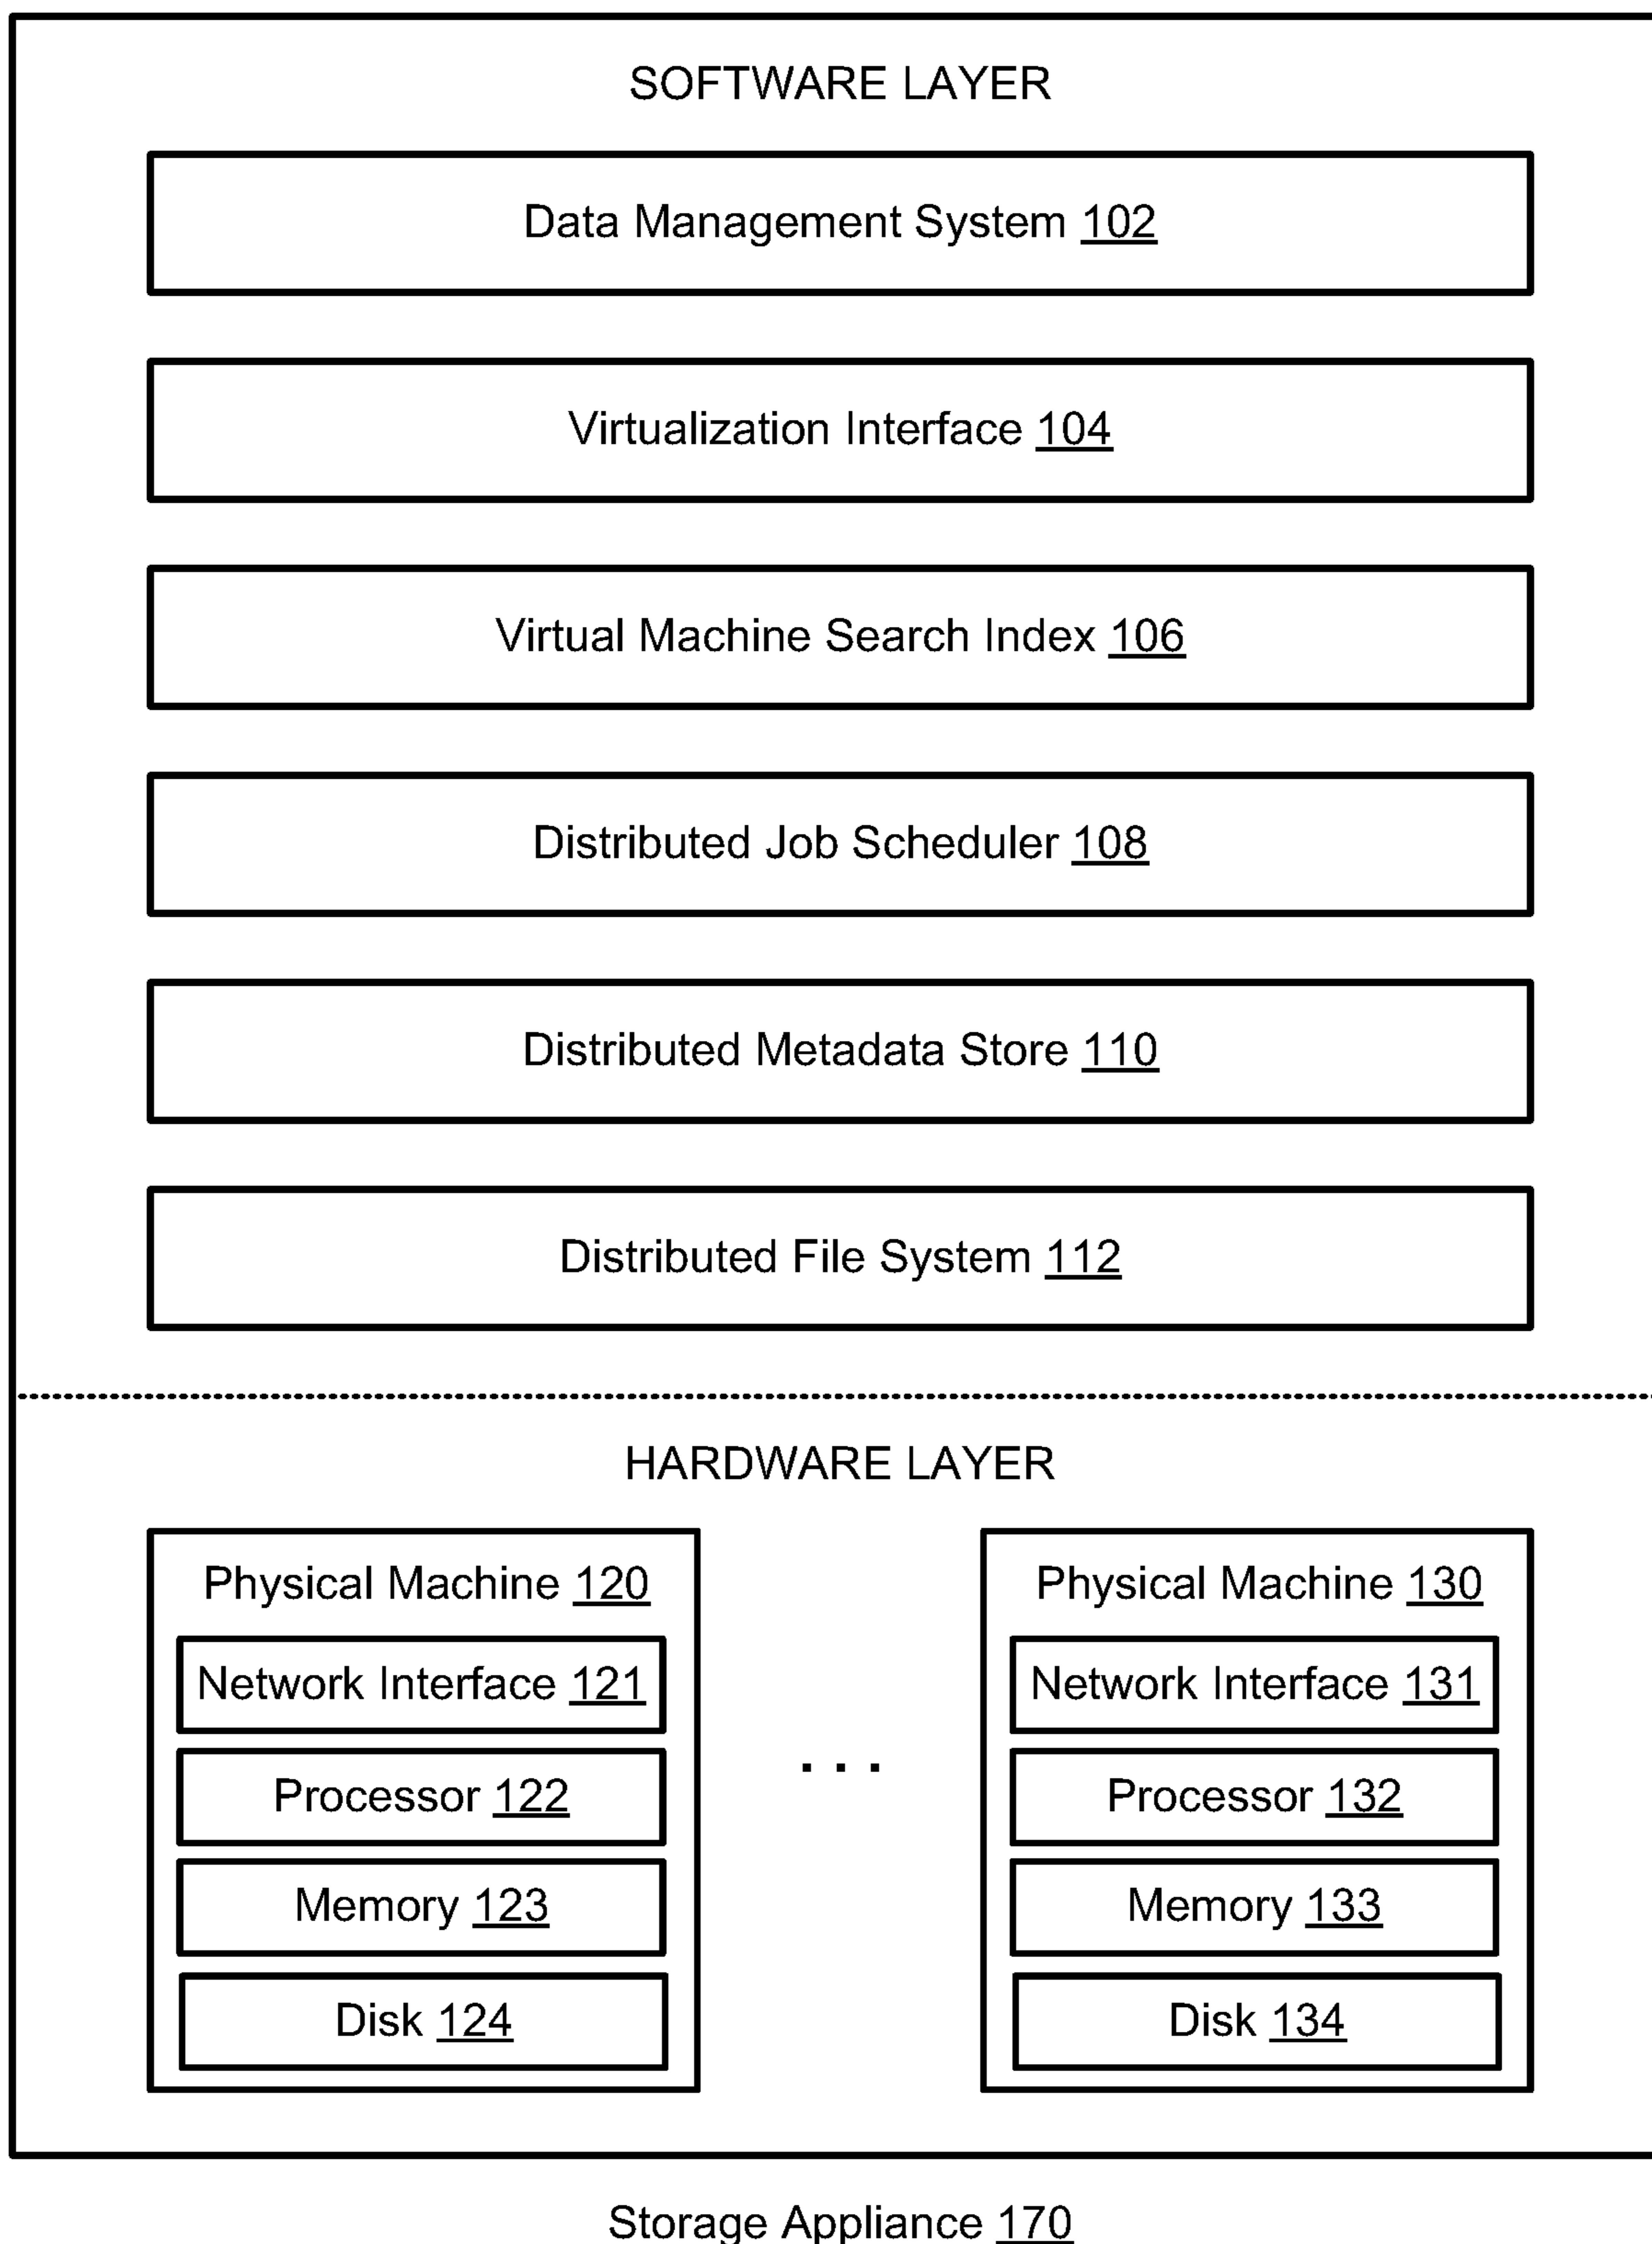 SOFTWARE LAYER
Data Management System 102
Virtualization Interface 104
Virtual Machine Search Index 106
Distributed Job Scheduler 108
Distributed Metadata Store 110
Distributed File System 112
HARDWARE LAYER
Physical Machine 120
Network Interface 121
Processor 122
Memory 123
Disk 124
. . .
Physical Machine 130
Network Interface 131
Processor 132
Memory 133
Disk 134
Storage Appliance 170